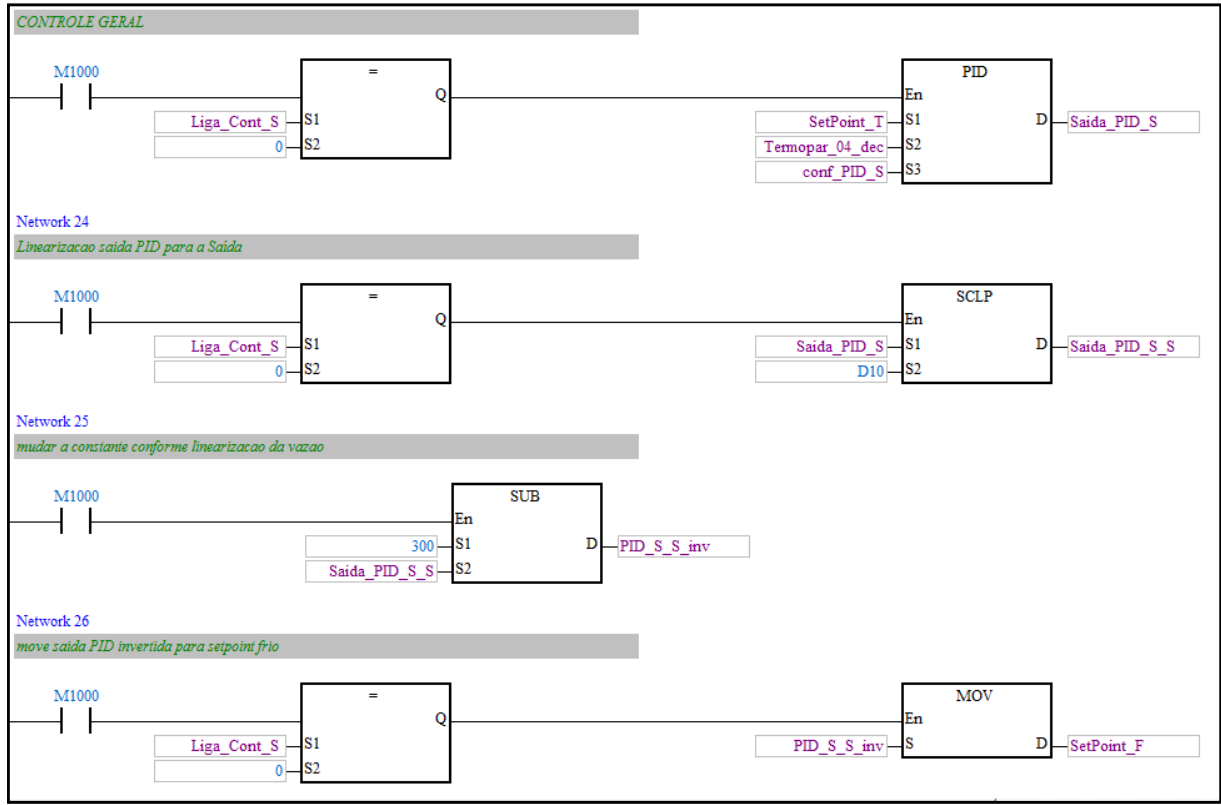 CONTROLE GERAL
M1000
=
Q
PID
En
Liga_Cont_S S1
0 S2
SetPoint_T S1 D Saida_PID_S
Termopar_04_dec S2
conf_PID_S S3
Network 24
Linearizacao saida PID para a Saída
M1000
=
Q
SCLP
En
Liga_Cont_S S1
0 S2
Saida_PID_S S1 D Saida_PID_S_S
D10 S2
Network 25
mudar a constante conforme linearizacao da vazao
M1000
SUB
En
300 S1 D PID_S_S_inv
Saida_PID_S_S S2
Network 26
move saida PID invertida para setpoint frio
M1000
=
Q
MOV
En
Liga_Cont_S S1
0 S2
PID_S_S_inv S D SetPoint_F